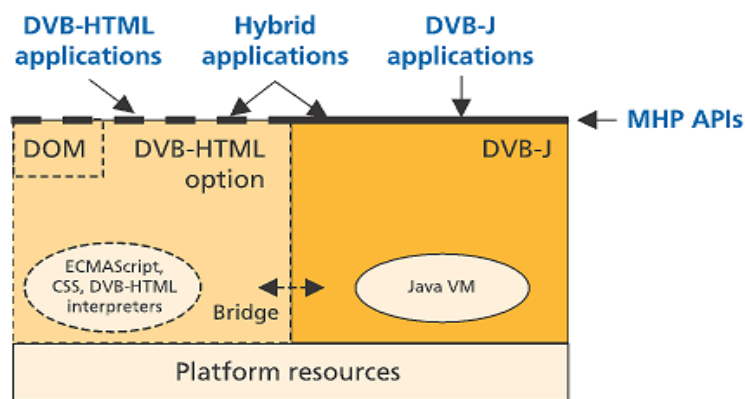 DVB-HTML
applications
Hybrid
applications
DVB-J
applications
MHP APIs
DOM
DVB-HTML
option
DVB-J
ECMAScript,
CSS, DVB-HTML
interpreters
Bridge
Java VM
Platform resources